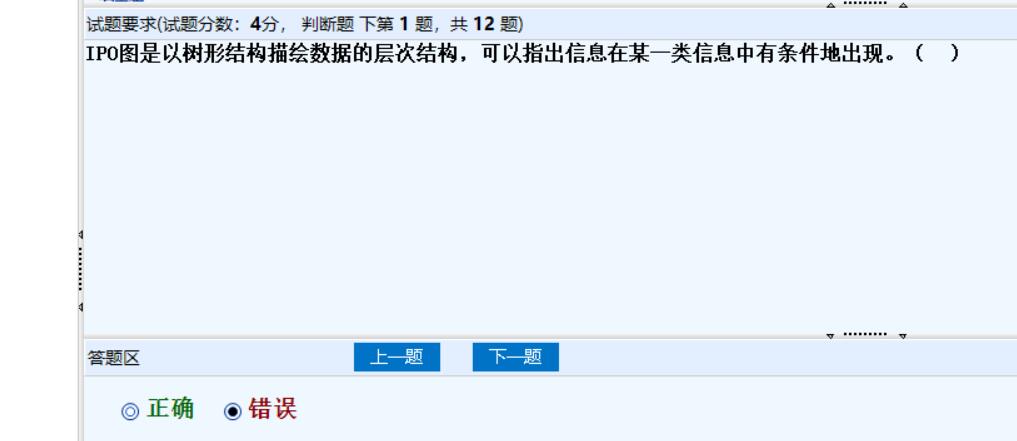 试题要求(试题分数：4分， 判断题 下第 1 题，共 12 题)
IPO图是以树形结构描绘数据的层次结构，可以指出信息在某一类信息中有条件地出现。（ ）
答题区
上一题
下一题
正确
错误